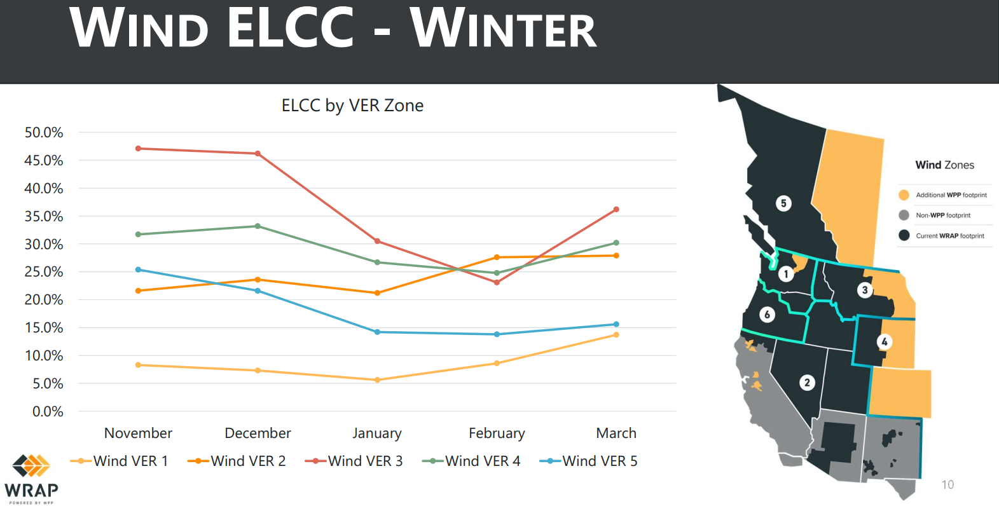 WIND ELCC - WINTER
ELCC by VER Zone
50.0%
45.0%
40.0%
35.0%
30.0%
25.0%
20.0%
15.0%
10.0%
5.0%
0.0%
November December January February March
Wind VER 1 Wind VER 2 Wind VER 3 Wind VER 4 Wind VER 5
Wind Zones
Additional WPP footprint
Non-WPP footprint
Current WRAP footprint
5
1
3
6
4
2
WRAP
POWERED BY WPP
10